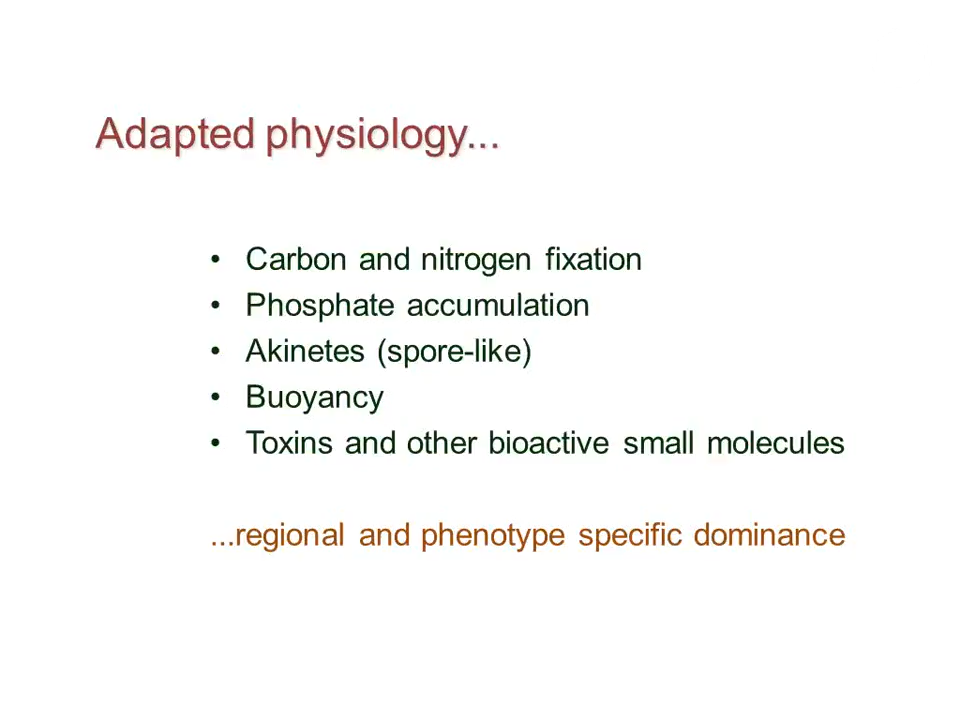 Adapted physiology...
• Carbon and nitrogen fixation
• Phosphate accumulation
• Akinetes (spore-like)
• Buoyancy
• Toxins and other bioactive small molecules
...regional and phenotype specific dominance